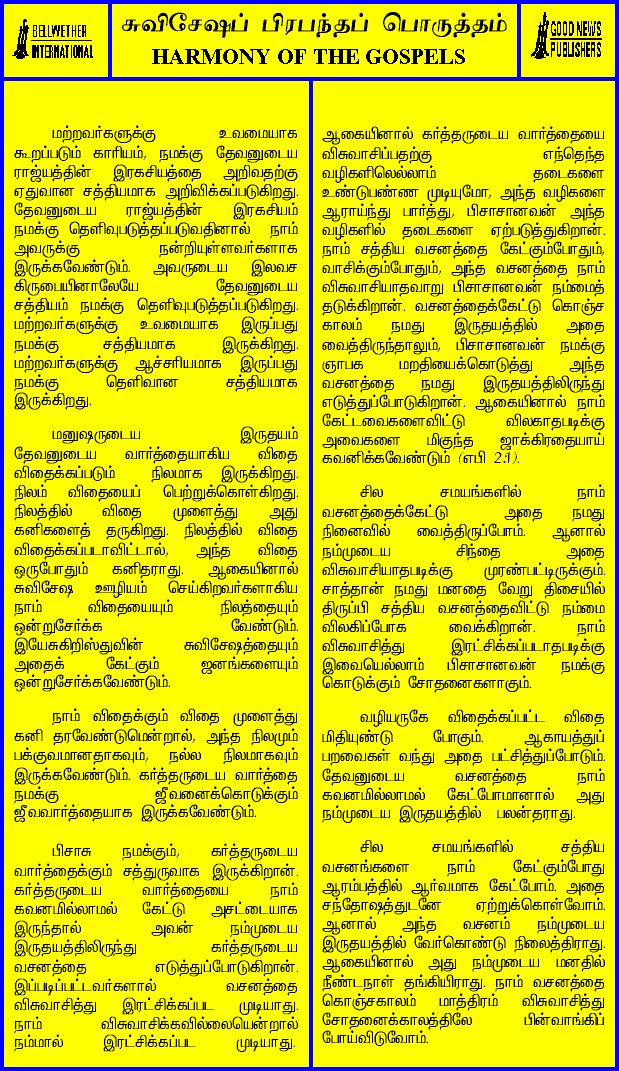 BELLWETHER
INTERNATIONAL
சுவிசேஷப் பிரபந்தப் பொருத்தம்
HARMONY OF THE GOSPELS
GOOD NEWS
PUBLISHERS
மற்றவர்களுக்கு உவமையாக
கூறப்படும் காரியம், நமக்கு தேவனுடைய
ராஜ்யத்தின் இரகசியத்தை அறிவதற்கு
ஏதுவான சத்தியமாக அறிவிக்கப்படுகிறது.
தேவனுடைய ராஜ்யத்தின் இரகசியம்
நமக்கு தெளிவுபடுத்தப்படுவதினால் நாம்
அவருக்கு நன்றியுள்ளவர்களாக
இருக்கவேண்டும். அவருடைய இலவச
கிருபையினாலேயே தேவனுடைய
சத்தியம் நமக்கு தெளிவுபடுத்தப்படுகிறது.
மற்றவர்களுக்கு உவமையாக இருப்பது
நமக்கு சத்தியமாக இருக்கிறது.
மற்றவர்களுக்கு ஆச்சரியமாக இருப்பது
நமக்கு தெளிவான சத்தியமாக
இருக்கிறது.
மனுஷருடைய இருதயம்
தேவனுடைய வார்த்தையாகிய விதை
விதைக்கப்படும் நிலமாக இருக்கிறது.
நிலம் விதையைப் பெற்றுக்கொள்கிறது.
நிலத்தில் விதை முளைத்து அது
கனிகளைத் தருகிறது. நிலத்தில் விதை
விதைக்கப்படாவிட்டால், அந்த விதை
ஒருபோதும் கனிதராது. ஆகையினால்
சுவிசேஷ ஊழியம் செய்கிறவர்களாகிய
நாம் விதையையும் நிலத்தையும்
ஒன்றுசேர்க்க வேண்டும்.
இயேசுகிறிஸ்துவின் சுவிசேஷத்தையும்
அதைக் கேட்கும் ஜனங்களையும்
ஒன்றுசேர்க்கவேண்டும்.
நாம் விதைக்கும் விதை முளைத்து
கனி தரவேண்டுமென்றால், அந்த நிலமும்
பக்குவமானதாகவும், நல்ல நிலமாகவும்
இருக்கவேண்டும். கர்த்தருடைய வார்த்தை
நமக்கு ஜீவனைக்கொடுக்கும்
ஜீவவார்த்தையாக இருக்கவேண்டும்.
பிசாசு நமக்கும், கர்த்தருடைய
வார்த்தைக்கும் சத்துருவாக இருக்கிறான்.
கர்த்தருடைய வார்த்தையை நாம்
கவனமில்லாமல் கேட்டு அசட்டையாக
இருந்தால் அவன் நம்முடைய
இருதயத்திலிருந்து கர்த்தருடைய
வசனத்தை எடுத்துப்போடுகிறான்.
இப்படிப்பட்டவர்களால் வசனத்தை
விசுவாசித்து இரட்சிக்கப்பட முடியாது.
நாம் விசுவாசிக்கவில்லையென்றால்
நம்மால் இரட்சிக்கப்பட முடியாது.
ஆகையினால் கர்த்தருடைய வார்த்தையை
விசுவாசிப்பதற்கு எந்தெந்த
வழிகளிலெல்லாம் தடைகளை
உண்டுபண்ண முடியுமோ, அந்த வழிகளை
ஆராய்ந்து பார்த்து, பிசாசானவன் அந்த
வழிகளில் தடைகளை ஏற்படுத்துகிறான்.
நாம் சத்திய வசனத்தை கேட்கும்போதும்,
வாசிக்கும்போதும், அந்த வசனத்தை நாம்
விசுவாசியாதவாறு பிசாசானவன் நம்மைத்
தடுக்கிறான். வசனத்தைக்கேட்டு கொஞ்ச
காலம் நமது இருதயத்தில் அதை
வைத்திருந்தாலும், பிசாசானவன் நமக்கு
ஞாபக மறதியைக்கொடுத்து அந்த
வசனத்தை நமது இருதயத்திலிருந்து
எடுத்துப்போடுகிறான். ஆகையினால் நாம்
கேட்டவைகளைவிட்டு விலகாதபடிக்கு
அவைகளை மிகுந்த ஜாக்கிரதையாய்
கவனிக்கவேண்டும் (எபி 2:1).
சில சமயங்களில் நாம்
வசனத்தைக்கேட்டு அதை நமது
நினைவில் வைத்திருப்போம். ஆனால்
நம்முடைய சிந்தை அதை
விசுவாசியாதபடிக்கு முரண்பட்டிருக்கும்.
சாத்தான் நமது மனதை வேறு திசையில்
திருப்பி சத்திய வசனத்தைவிட்டு நம்மை
விலகிப்போக வைக்கிறான். நாம்
விசுவாசித்து இரட்சிக்கப்படாதபடிக்கு
இவையெல்லாம் பிசாசானவன் நமக்கு
கொடுக்கும் சோதனைகளாகும்.
வழியருகே விதைக்கப்பட்ட விதை
மிதியுண்டு போகும். ஆகாயத்துப்
பறவைகள் வந்து அதை பட்சித்துப்போடும்.
தேவனுடைய வசனத்தை நாம்
கவனமில்லாமல் கேட்போமானால் அது
நம்முடைய இருதயத்தில் பலன்தராது.
சில சமயங்களில் சத்திய
வசனங்களை நாம் கேட்கும்போது
ஆரம்பத்தில் ஆர்வமாக கேட்போம். அதை
சந்தோஷத்துடனே ஏற்றுக்கொள்வோம்.
ஆனால் அந்த வசனம் நம்முடைய
இருதயத்தில் வேர்கொண்டு நிலைத்திராது.
ஆகையினால் அது நம்முடைய மனதில்
நீண்டநாள் தங்கியிராது. நாம் வசனத்தை
கொஞ்சகாலம் மாத்திரம் விசுவாசித்து
சோதனைக்காலத்திலே பின்வாங்கிப்
போய்விடுவோம்.